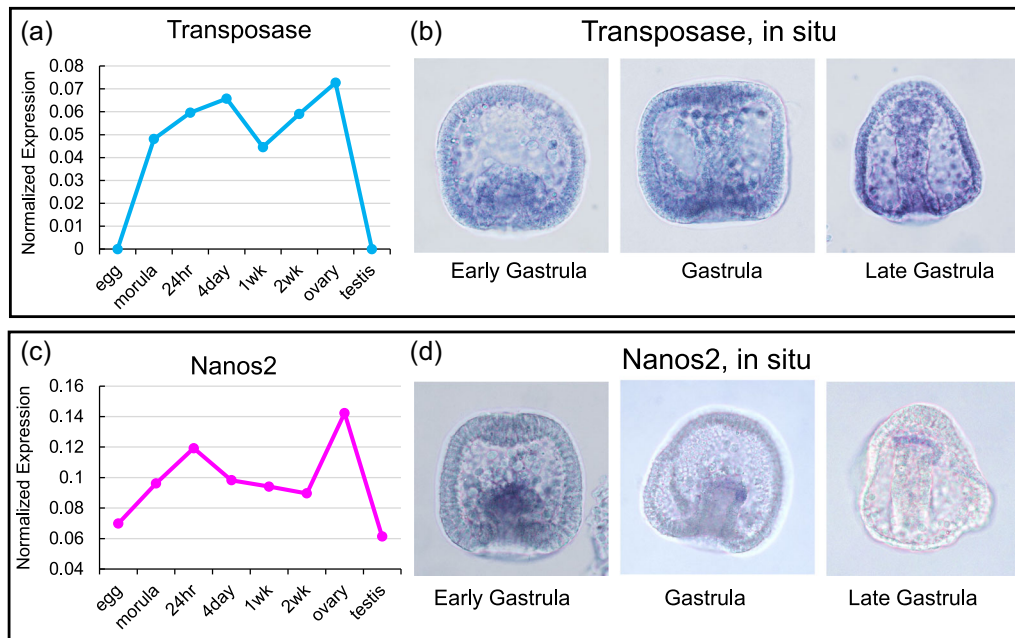 (a)
Transposase
Normalized Expression
0.08
0.07
0.06
0.05
0.04
0.03
0.02
0.01
0
egg
morula
24hr
4day
1wk
2wk
ovary
testis
(b)
Transposase, in situ
Early Gastrula
Gastrula
Late Gastrula
(c)
Nanos2
Normalized Expression
0.16
0.14
0.12
0.1
0.08
0.06
0.04
egg
morula
24hr
4day
1wk
2wk
ovary
testis
(d)
Nanos2, in situ
Early Gastrula
Gastrula
Late Gastrula